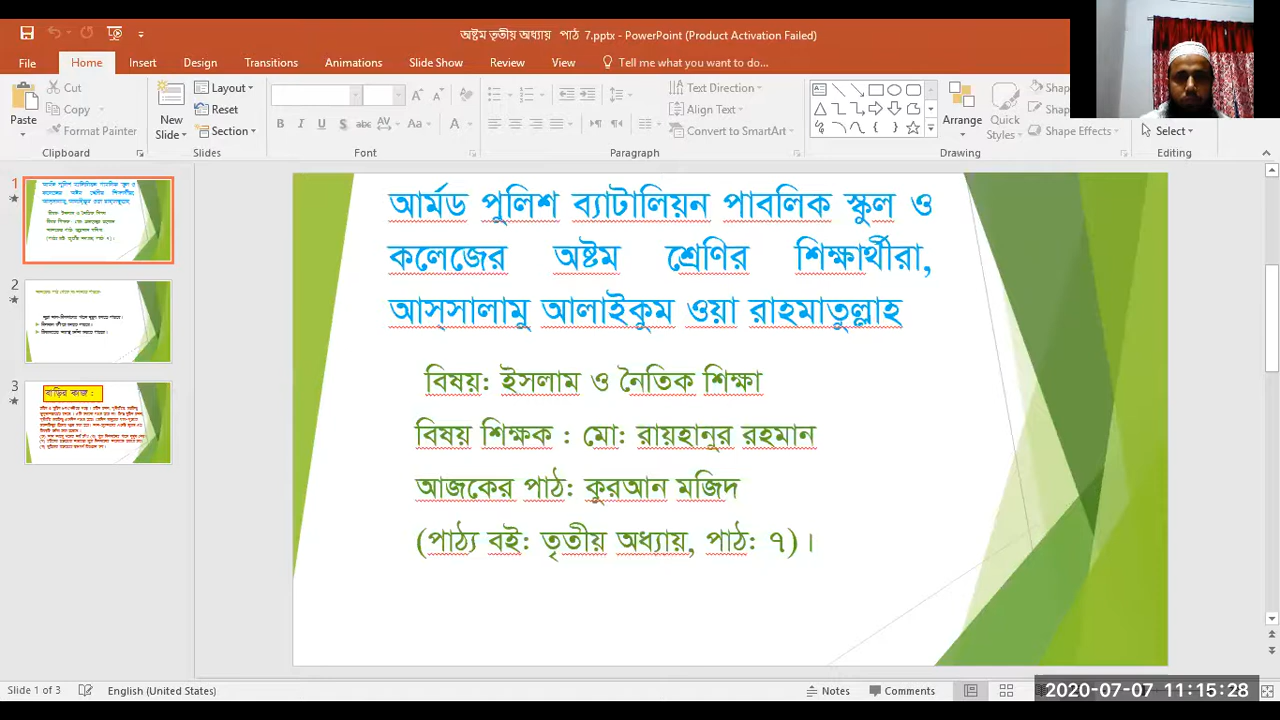 অষ্টম তৃতীয় অধ্যায় পাঠ 7.pptx - PowerPoint (Product Activation Failed)
File Home Insert Design Transitions Animations Slide Show Review View Tell me what you want to do...
Cut
Copy
Format Painter
Paste
Clipboard
New
Slide
Layout
Reset
Section
Slides
Font
Text Direction
Align Text
Convert to SmartArt
Paragraph
Arrange
Quick
Styles
Shape Effects
Drawing
Select
Editing
1
2
3
বাড়ির কাজ :
আর্মড পুলিশ ব্যাটালিয়ন পাবলিক স্কুল ও
কলেজের অষ্টম শ্রেণির শিক্ষার্থীরা,
আস্সালামু আলাইকুম ওয়া রাহমাতুল্লাহ
বিষয়: ইসলাম ও নৈতিক শিক্ষা
বিষয় শিক্ষক : মো: রায়হানুর রহমান
আজকের পাঠ: কুরআন মজিদ
(পাঠ্য বই: তৃতীয় অধ্যায়, পাঠ: ৭)।
Slide 1 of 3 English (United States) Notes Comments
2020-07-07 11:15:28